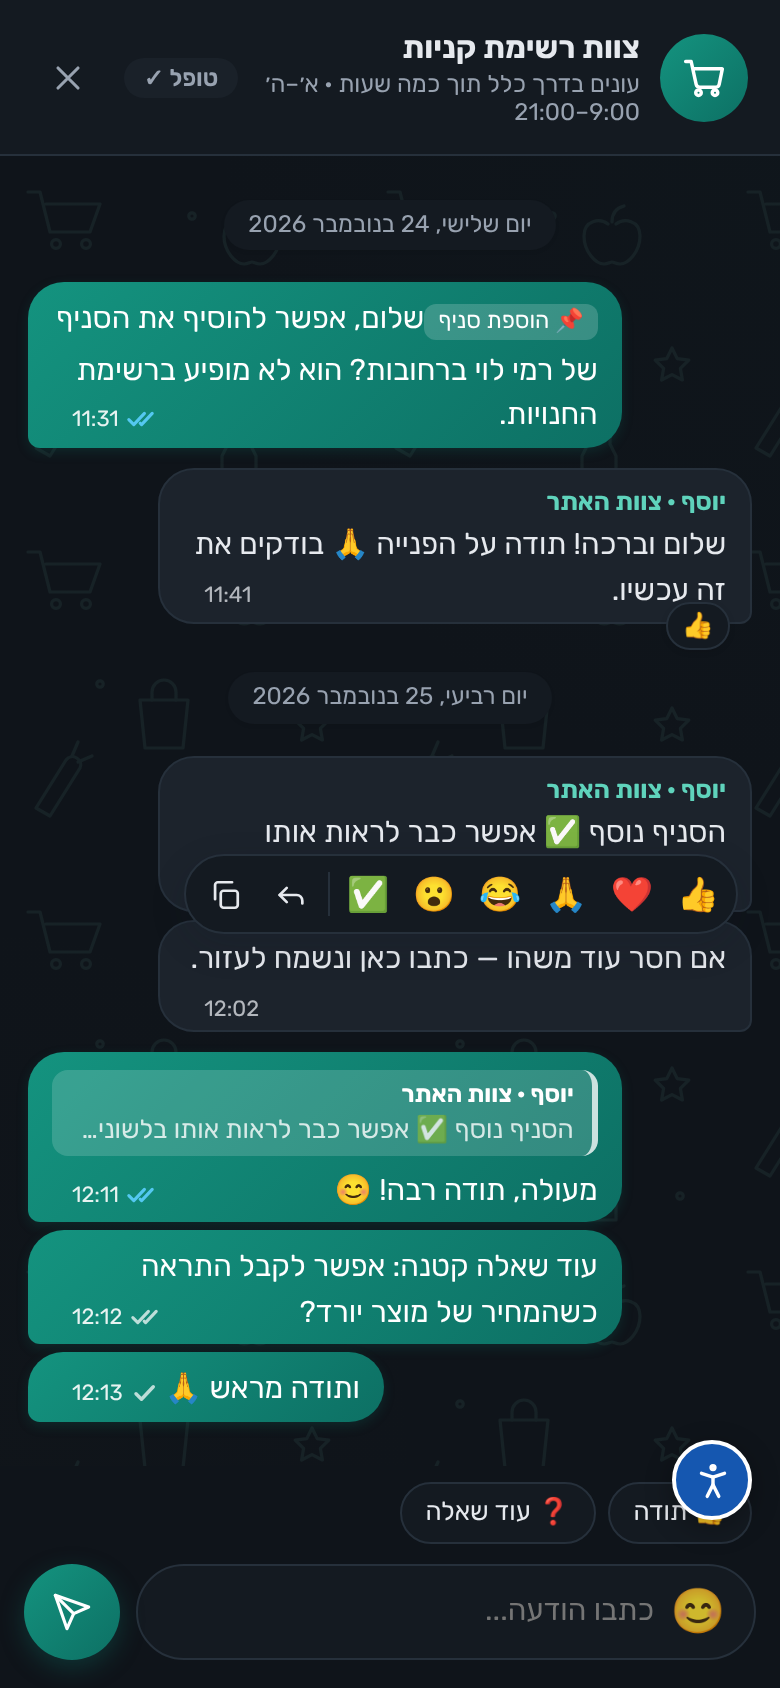 צוות רשימת קניות
עונים בדרך כלל תוך כמה שעות • א׳–ה׳
9:00–21:00
טופל ✓
יום שלישי, 24 בנובמבר 2026
📌 הוספת סניף שלום, אפשר להוסיף את הסניף
של רמי לוי ברחובות? הוא לא מופיע ברשימת
החנויות.
11:31
יוסף • צוות האתר
שלום וברכה! תודה על הפנייה 🙏 בודקים את
זה עכשיו.
11:41
👍
יום רביעי, 25 בנובמבר 2026
יוסף • צוות האתר
הסניף נוסף ✅ אפשר כבר לראות אותו
👍 ❤️ 🙏 😂 😮 ✅
אם חסר עוד משהו — כתבו כאן ונשמח לעזור.
12:02
יוסף • צוות האתר
הסניף נוסף ✅ אפשר כבר לראות אותו בלשוני...
מעולה, תודה רבה! 😊
12:11
עוד שאלה קטנה: אפשר לקבל התראה
כשהמחיר של מוצר יורד?
12:12
ותודה מראש 🙏
12:13
תודה
❓ עוד שאלה
😊 כתבו הודעה...